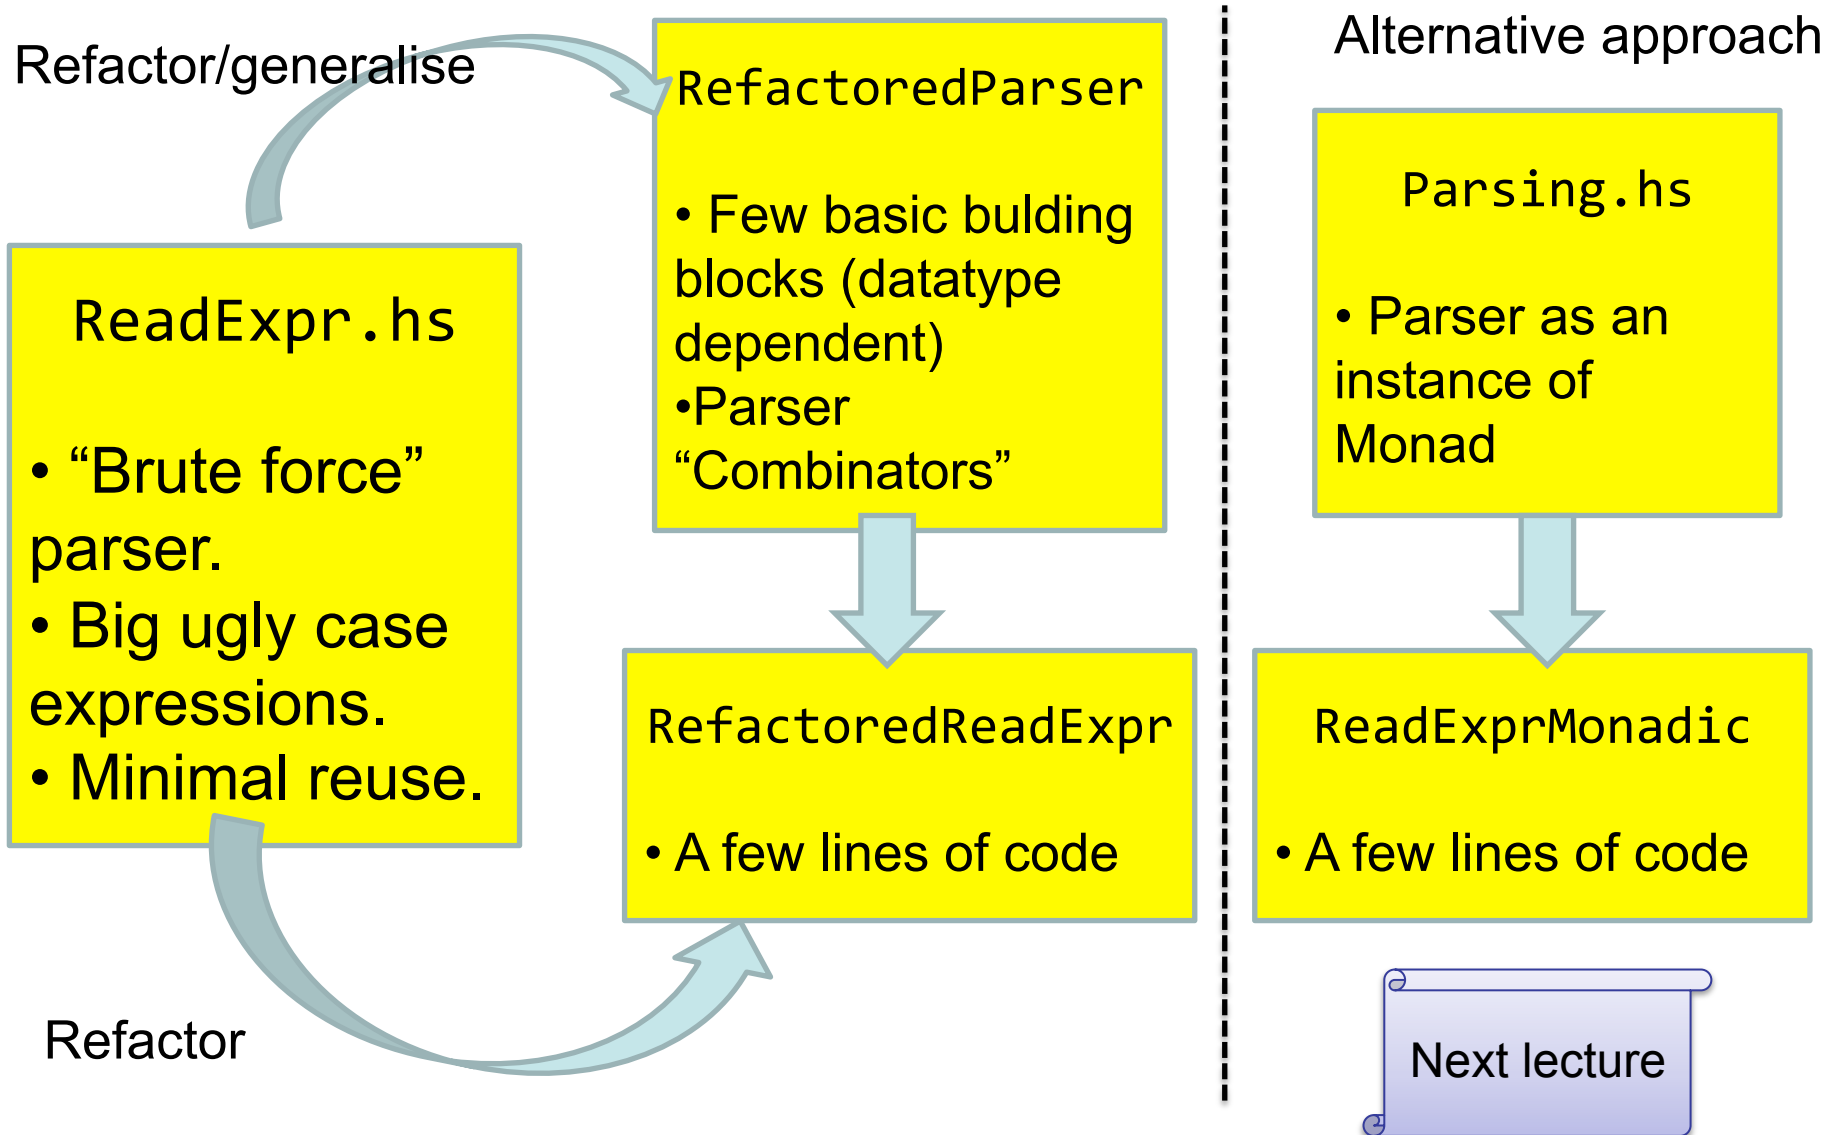 Refactor/generalise
ReadExpr.hs
• “Brute force”
parser.
• Big ugly case
expressions.
• Minimal reuse.
Refactor
RefactoredParser
• Few basic bulding
blocks (datatype
dependent)
•Parser
“Combinators”
RefactoredReadExpr
• A few lines of code
Alternative approach
Parsing.hs
• Parser as an
instance of
Monad
ReadExprMonadic
• A few lines of code
Next lecture